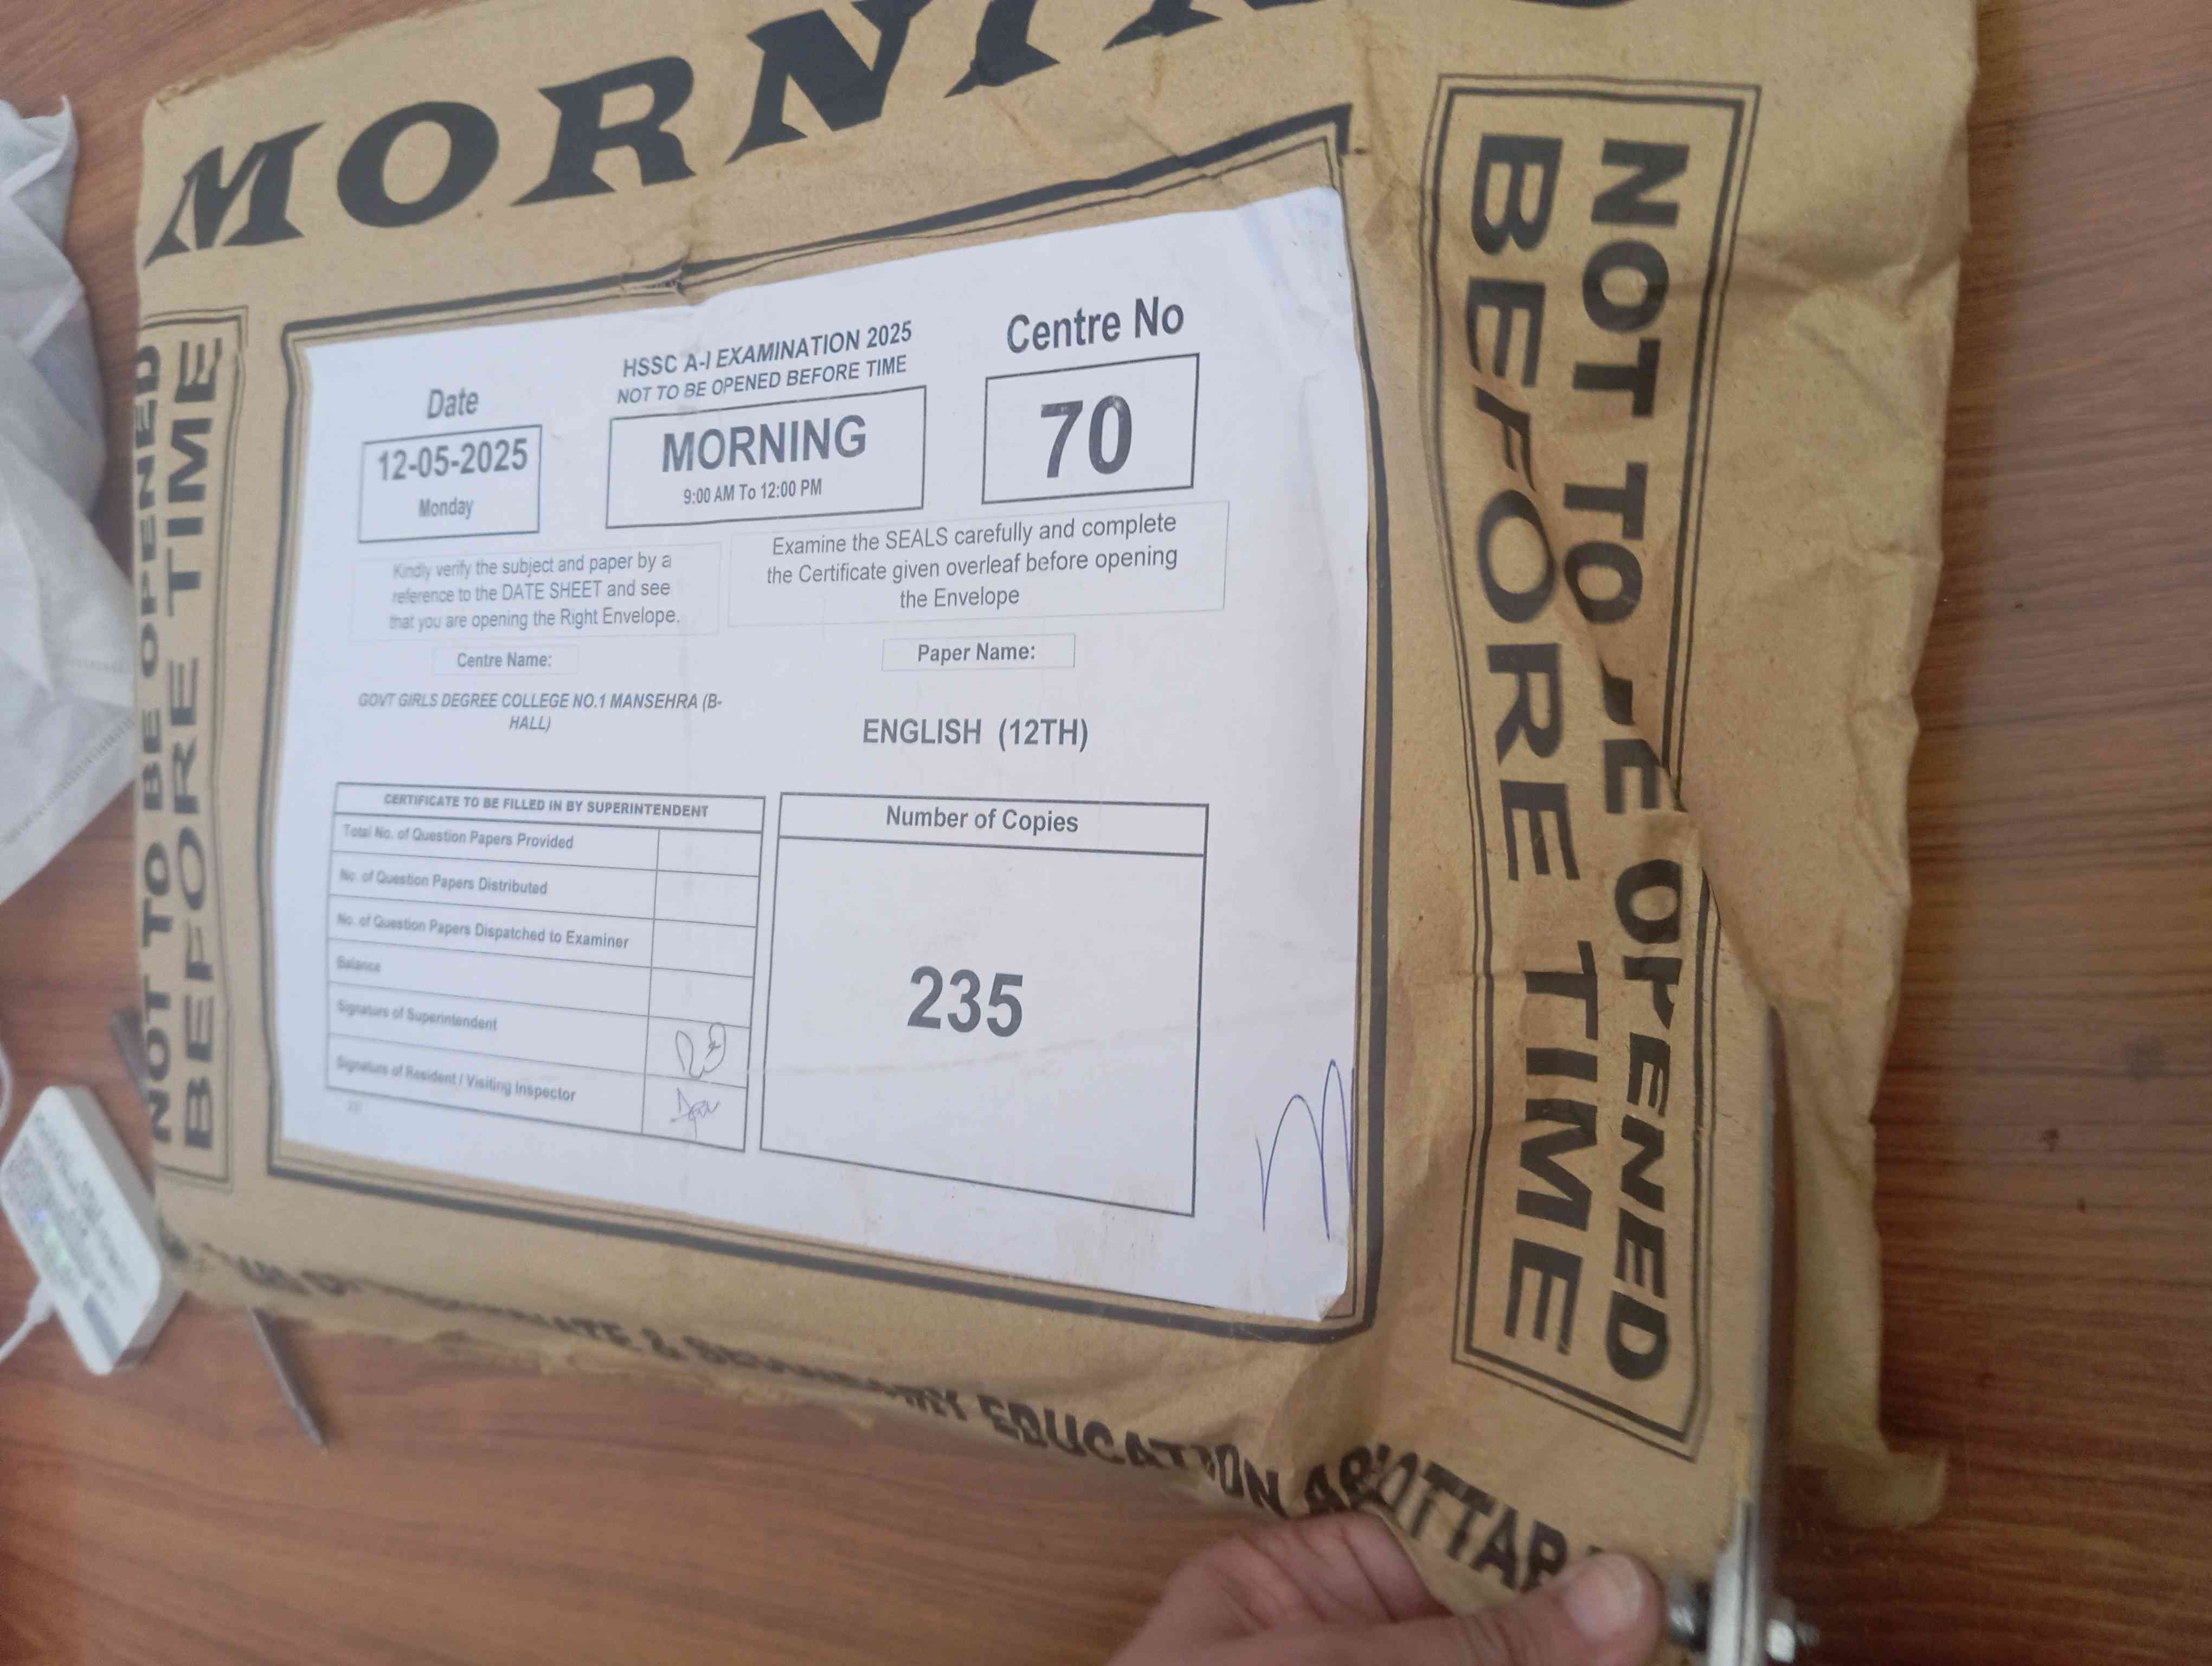 MORNIN
NOT TO BE OPENED
BEFORE TIME
HSSC A-I EXAMINATION 2025
NOT TO BE OPENED BEFORE TIME
Date
12-05-2025
Monday
MORNING
9:00 AM To 12:00 PM
Centre No
70
Kindly verify the subject and paper by a
reference to the DATE SHEET and see
that you are opening the Right Envelope.
Examine the SEALS carefully and complete
the Certificate given overleaf before opening
the Envelope
Centre Name:
GOVT GIRLS DEGREE COLLEGE NO.1 MANSEHRA (B-
HALL)
Paper Name:
ENGLISH (12TH)
CERTIFICATE TO BE FILLED IN BY SUPERINTENDENT
Total No. of Question Papers Provided
No. of Question Papers Distributed
No. of Question Papers Dispatched to Examiner
Balance
Signature of Superintendent
Signature of Resident / Visiting Inspector
Number of Copies
235
NOT TO BE OPENED
BEFORE TIME
& SECONDARY EDUCATION ABBOTTAB